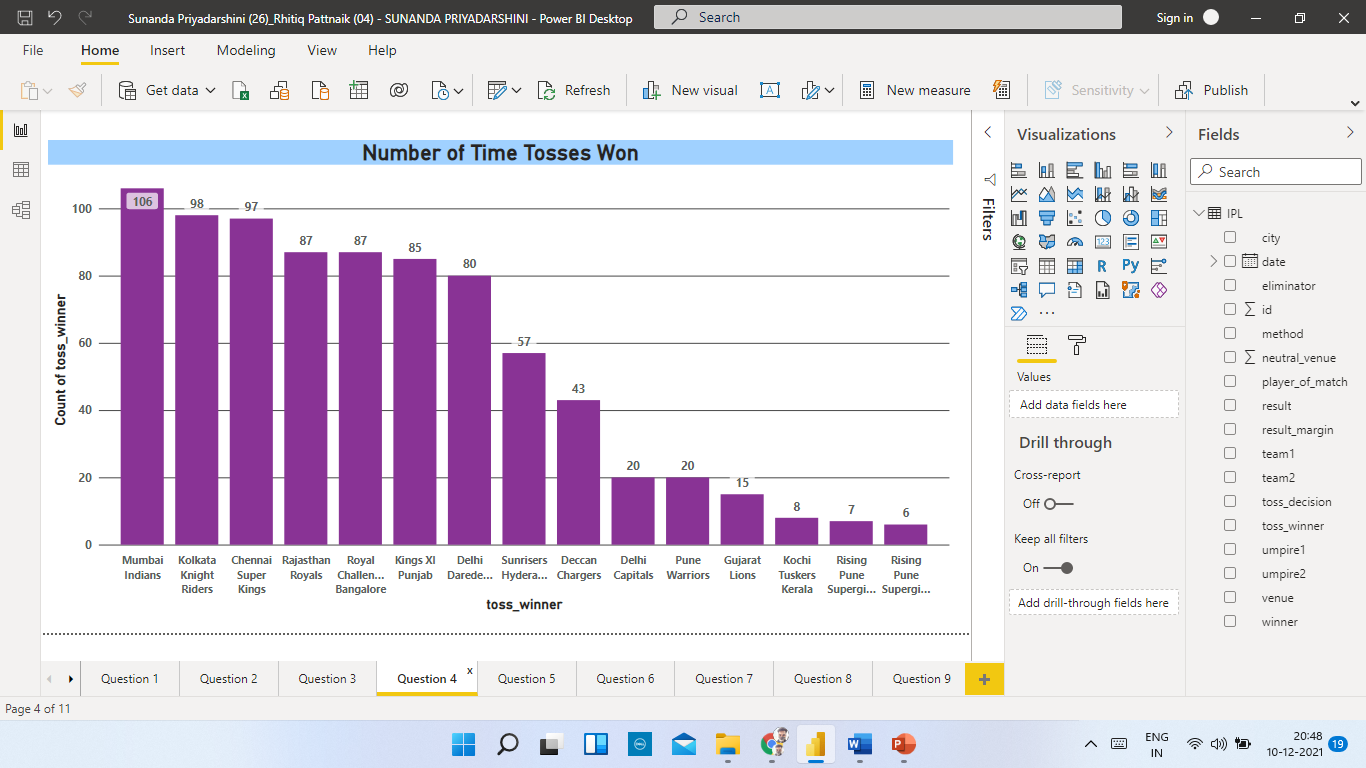 Sunanda Priyadarshini (26)_Rhitiq Pattnaik (04) - SUNANDA PRIYADARSHINI - Power BI Desktop
Search
Sign in
File Home Insert Modeling View Help
Get data
Refresh
New visual
A
New measure
Sensitivity
Publish
Number of Time Tosses Won
Count of toss_winner
100
80
60
40
20
0
106 98 97 87 87 85 80 57 43 20 20 15 8 7 6
Mumbai Indians
Kolkata Knight Riders
Chennai Super Kings
Rajasthan Royals
Royal Challen... Bangalore
Kings XI Punjab
Delhi Darede...
Sunrisers Hydera...
Deccan Chargers
Delhi Capitals
Pune Warriors
Gujarat Lions
Kochi Tuskers Kerala
Rising Pune Supergi...
Rising Pune Supergi...
toss_winner
Filters
Visualizations
123
R
Py
Values
Add data fields here
Drill through
Cross-report
Off
Keep all filters
On
Add drill-through fields here
Fields
Search
IPL
city
date
eliminator
id
method
neutral_venue
player_of_match
result
result_margin
team1
team2
toss_decision
toss_winner
umpire1
umpire2
venue
winner
Question 1 Question 2 Question 3 Question 4 x Question 5 Question 6 Question 7 Question 8 Question 9
Page 4 of 11
DELL
W
P
ENG
IN
20:48
10-12-2021
19